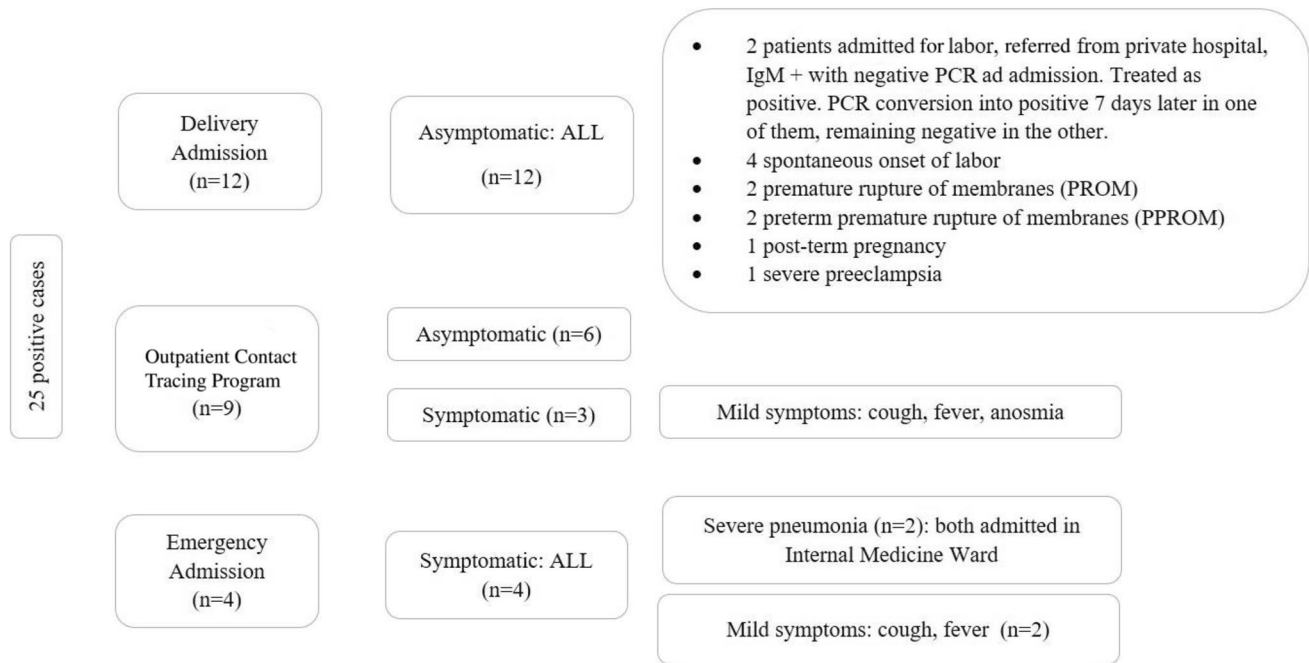 25 positive cases
Delivery
Admission
(n=12)
Asymptomatic: ALL
(n=12)
• 2 patients admitted for labor, referred from private hospital,
IgM + with negative PCR ad admission. Treated as
positive. PCR conversion into positive 7 days later in one
of them, remaining negative in the other.
• 4 spontaneous onset of labor
• 2 premature rupture of membranes (PROM)
• 2 preterm premature rupture of membranes (PPROM)
• 1 post-term pregnancy
• 1 severe preeclampsia
Outpatient Contact
Tracing Program
(n=9)
Asymptomatic (n=6)
Symptomatic (n=3)
Mild symptoms: cough, fever, anosmia
Emergency
Admission
(n=4)
Symptomatic: ALL
(n=4)
Severe pneumonia (n=2): both admitted in
Internal Medicine Ward
Mild symptoms: cough, fever (n=2)